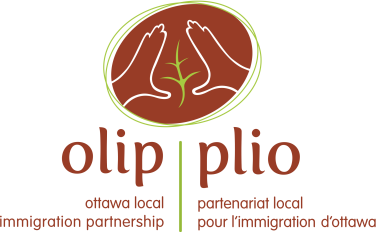 olip
ottawa local
immigration partnership
plio
partenariat local
pour l'immigration d'ottawa